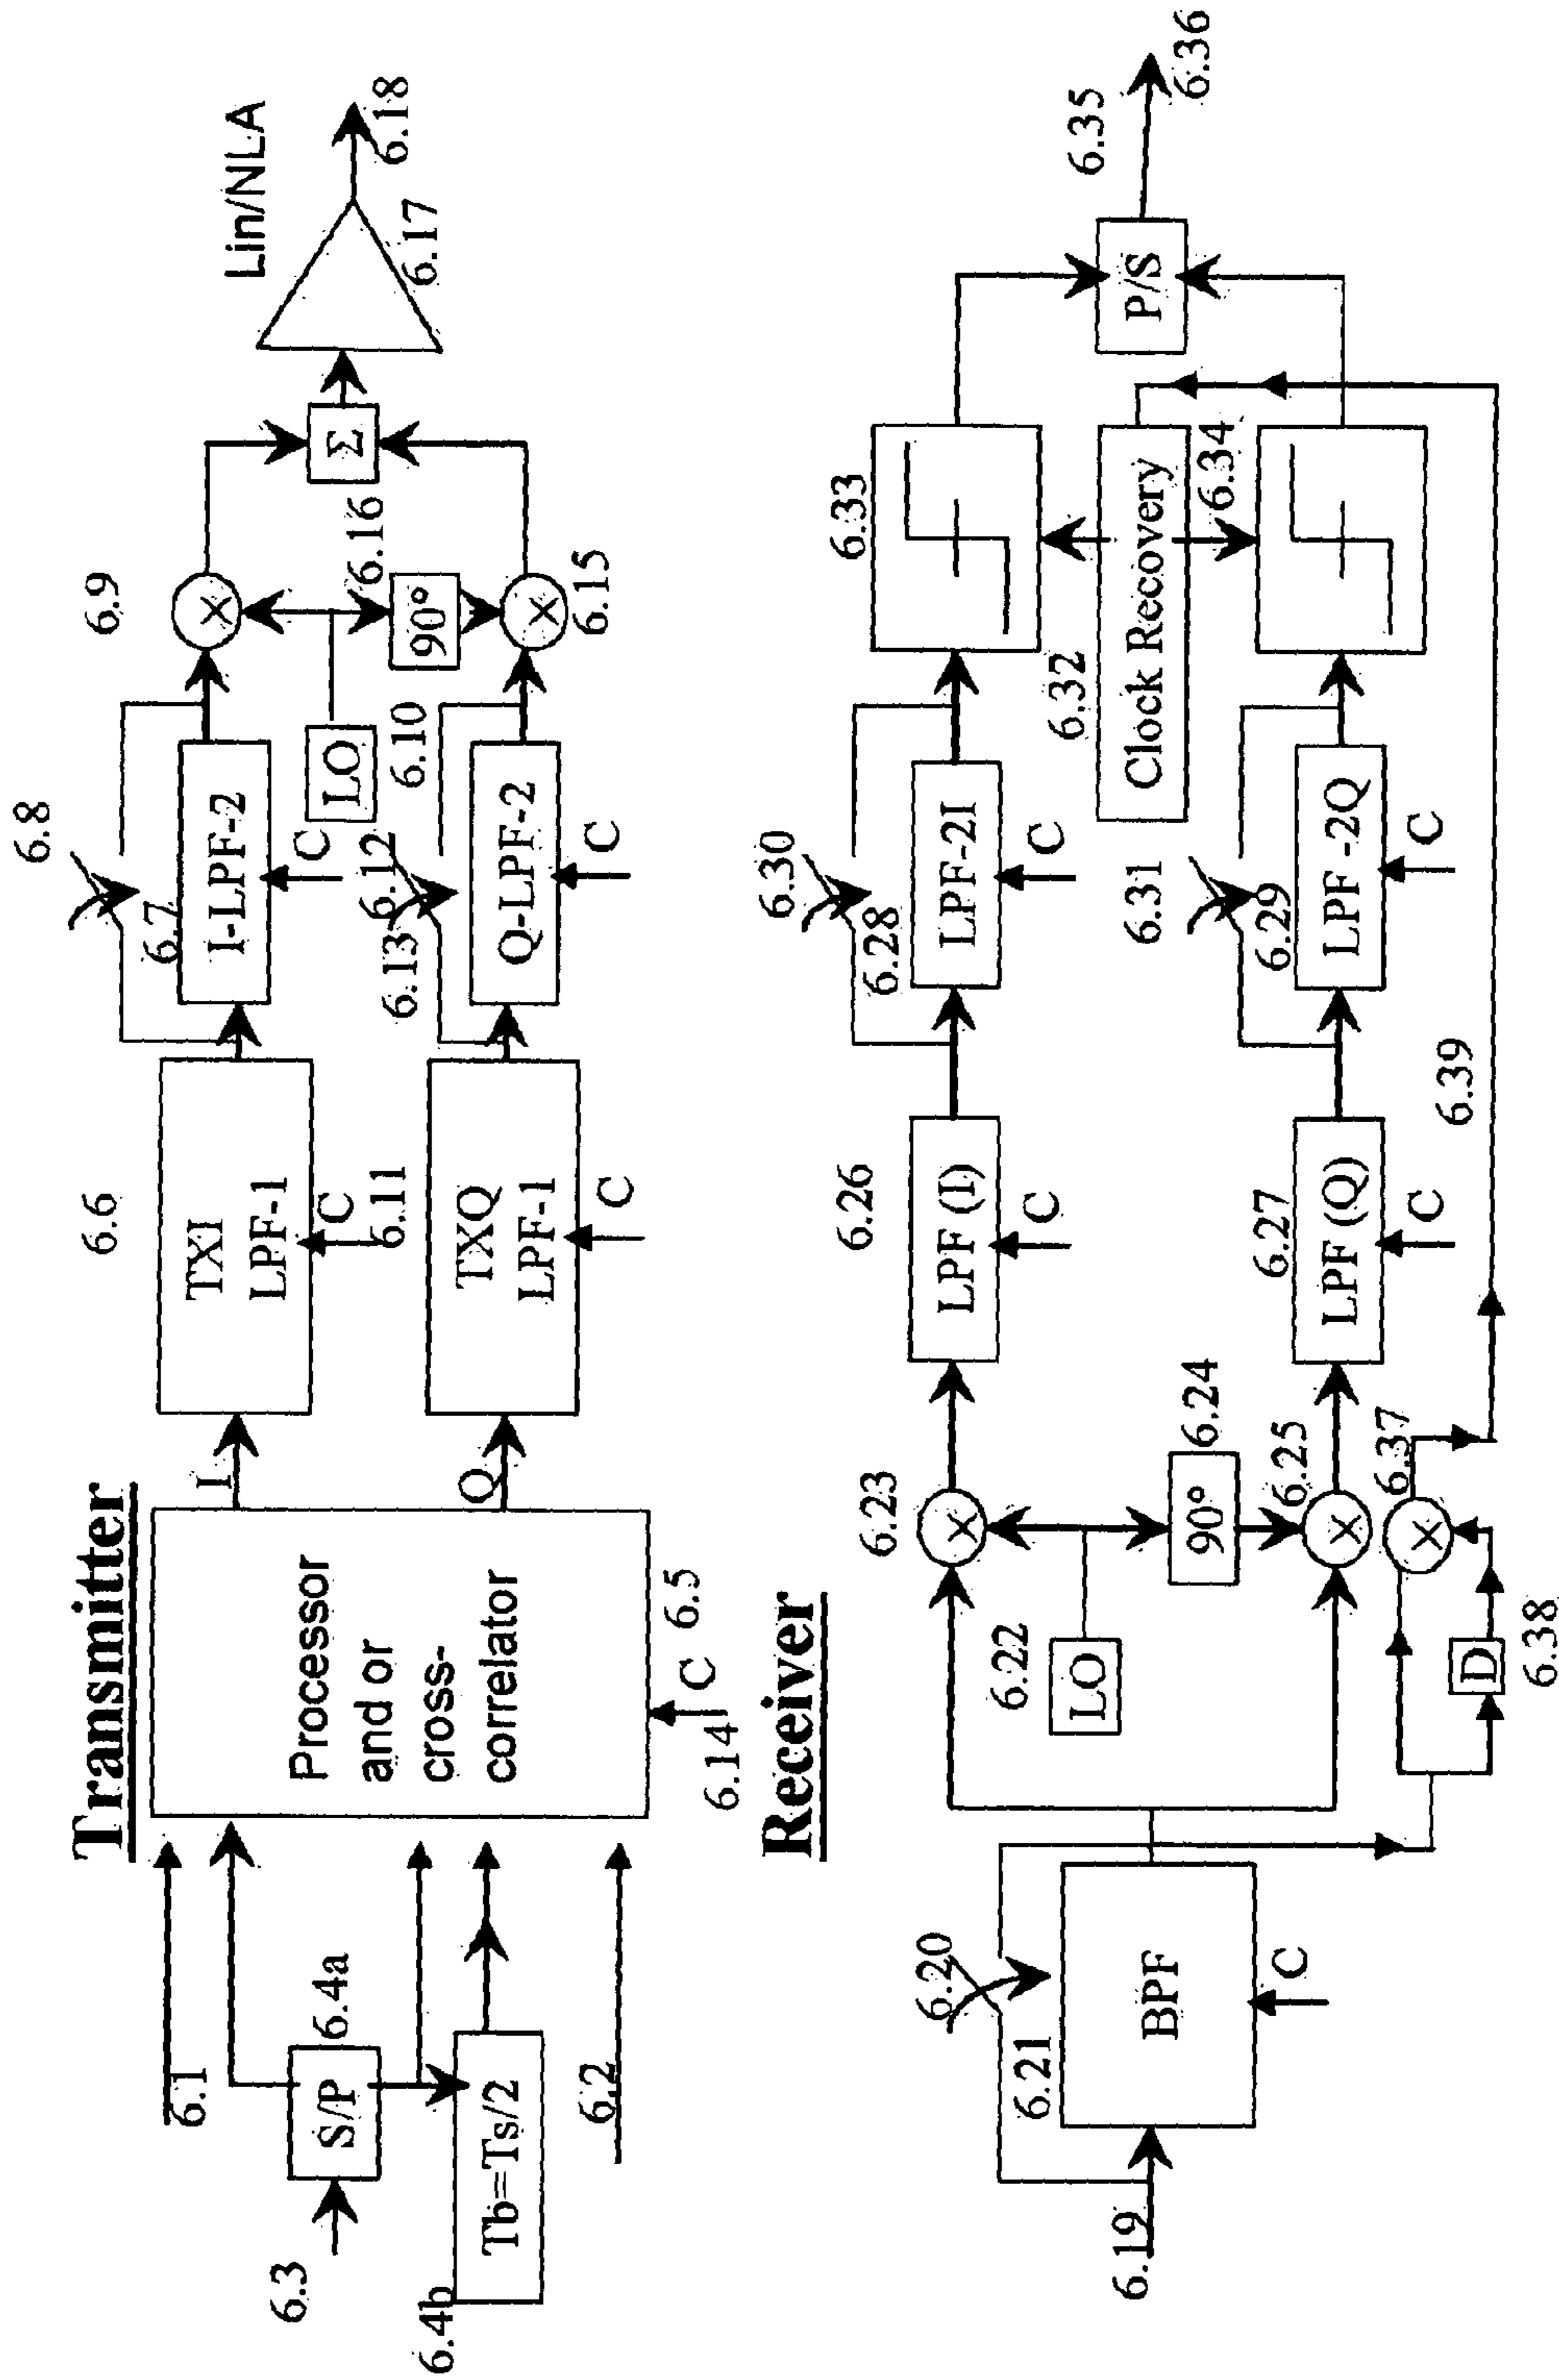 Transmitter
6.1
6.3
S/P
6.4a
6.4b
Tb=Ts/2
6.2
Processor
and or
cross-
correlator
C
6.14
6.5
I
Q
6.6
TXI
LPF-1
C
6.11
TXQ
LPF-1
C
6.8
6.7
I-LPF-2
C
6.12
6.13
Q-LPF-2
C
LO
6.10
6.9
90°
6.16
6.15
Σ
Lin/NLA
6.17
6.18
Receiver
6.19
6.20
6.21
BPF
C
6.22
LO
6.23
90°
6.24
6.25
6.37
D
6.38
6.39
6.26
LPF (I)
C
6.27
LPF (Q)
C
6.30
6.28
LPF-2I
C
6.31
6.29
LPF -2Q
C
6.32
Clock Recovery
6.33
6.34
P/S
6.35
6.36